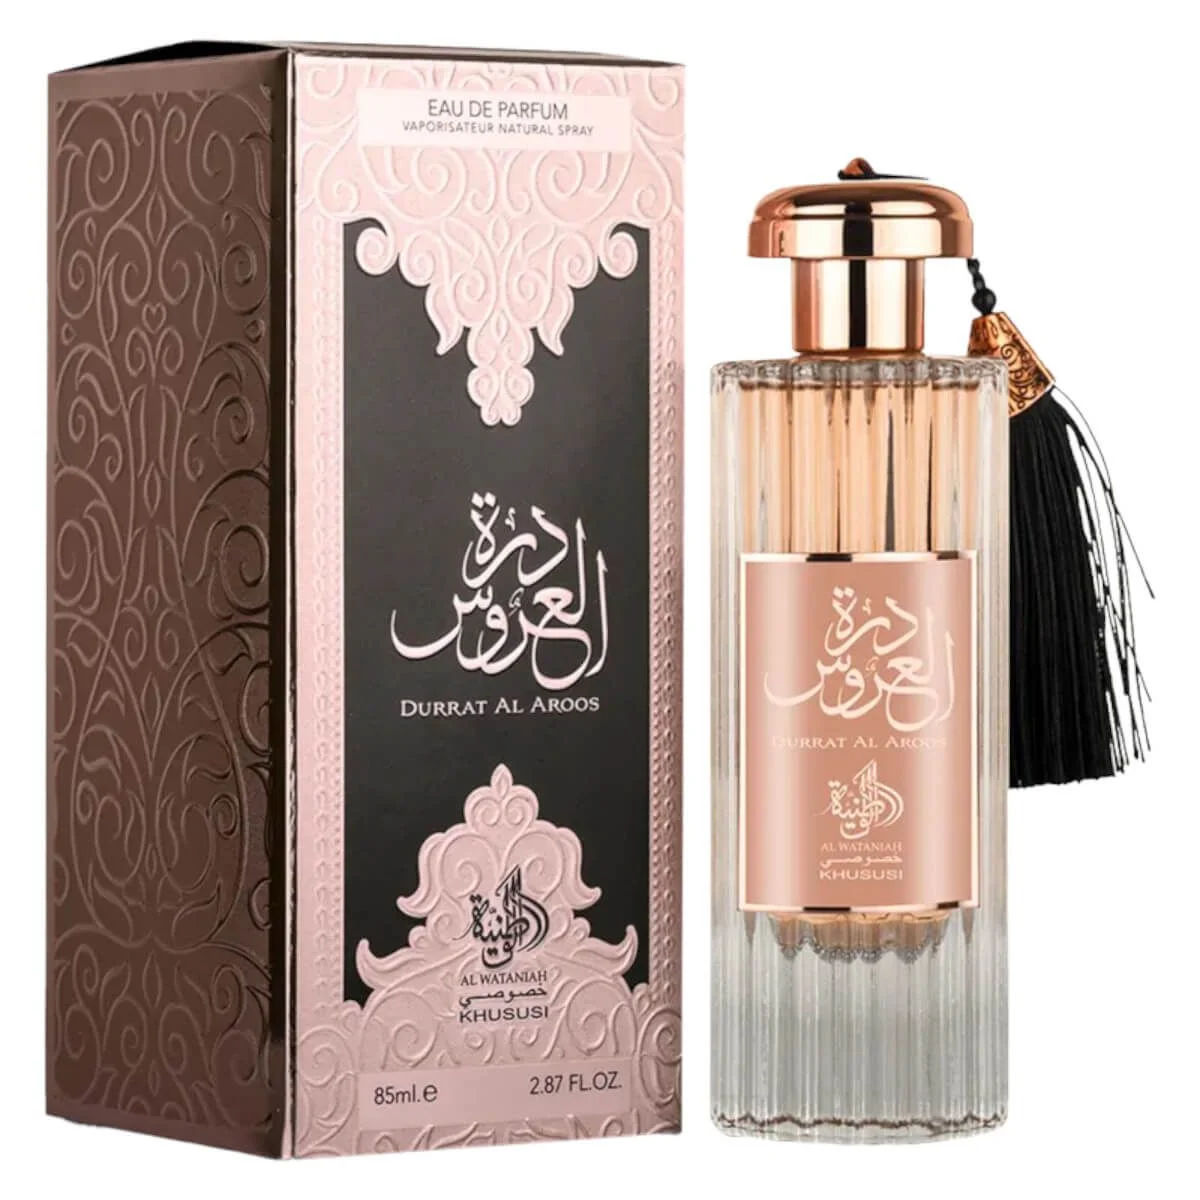 EAU DE PARFUM
VAPORISATEUR NATURAL SPRAY
درة
العروس
DURRAT AL AROOS
الوطنية
AL WATANIAH
خصوصي
KHUSUSI
85ml.e
2.87 FL.OZ.
درة
العروس
DURRAT AL AROOS
الوطنية
AL WATANIAH
خصوصي
KHUSUSI